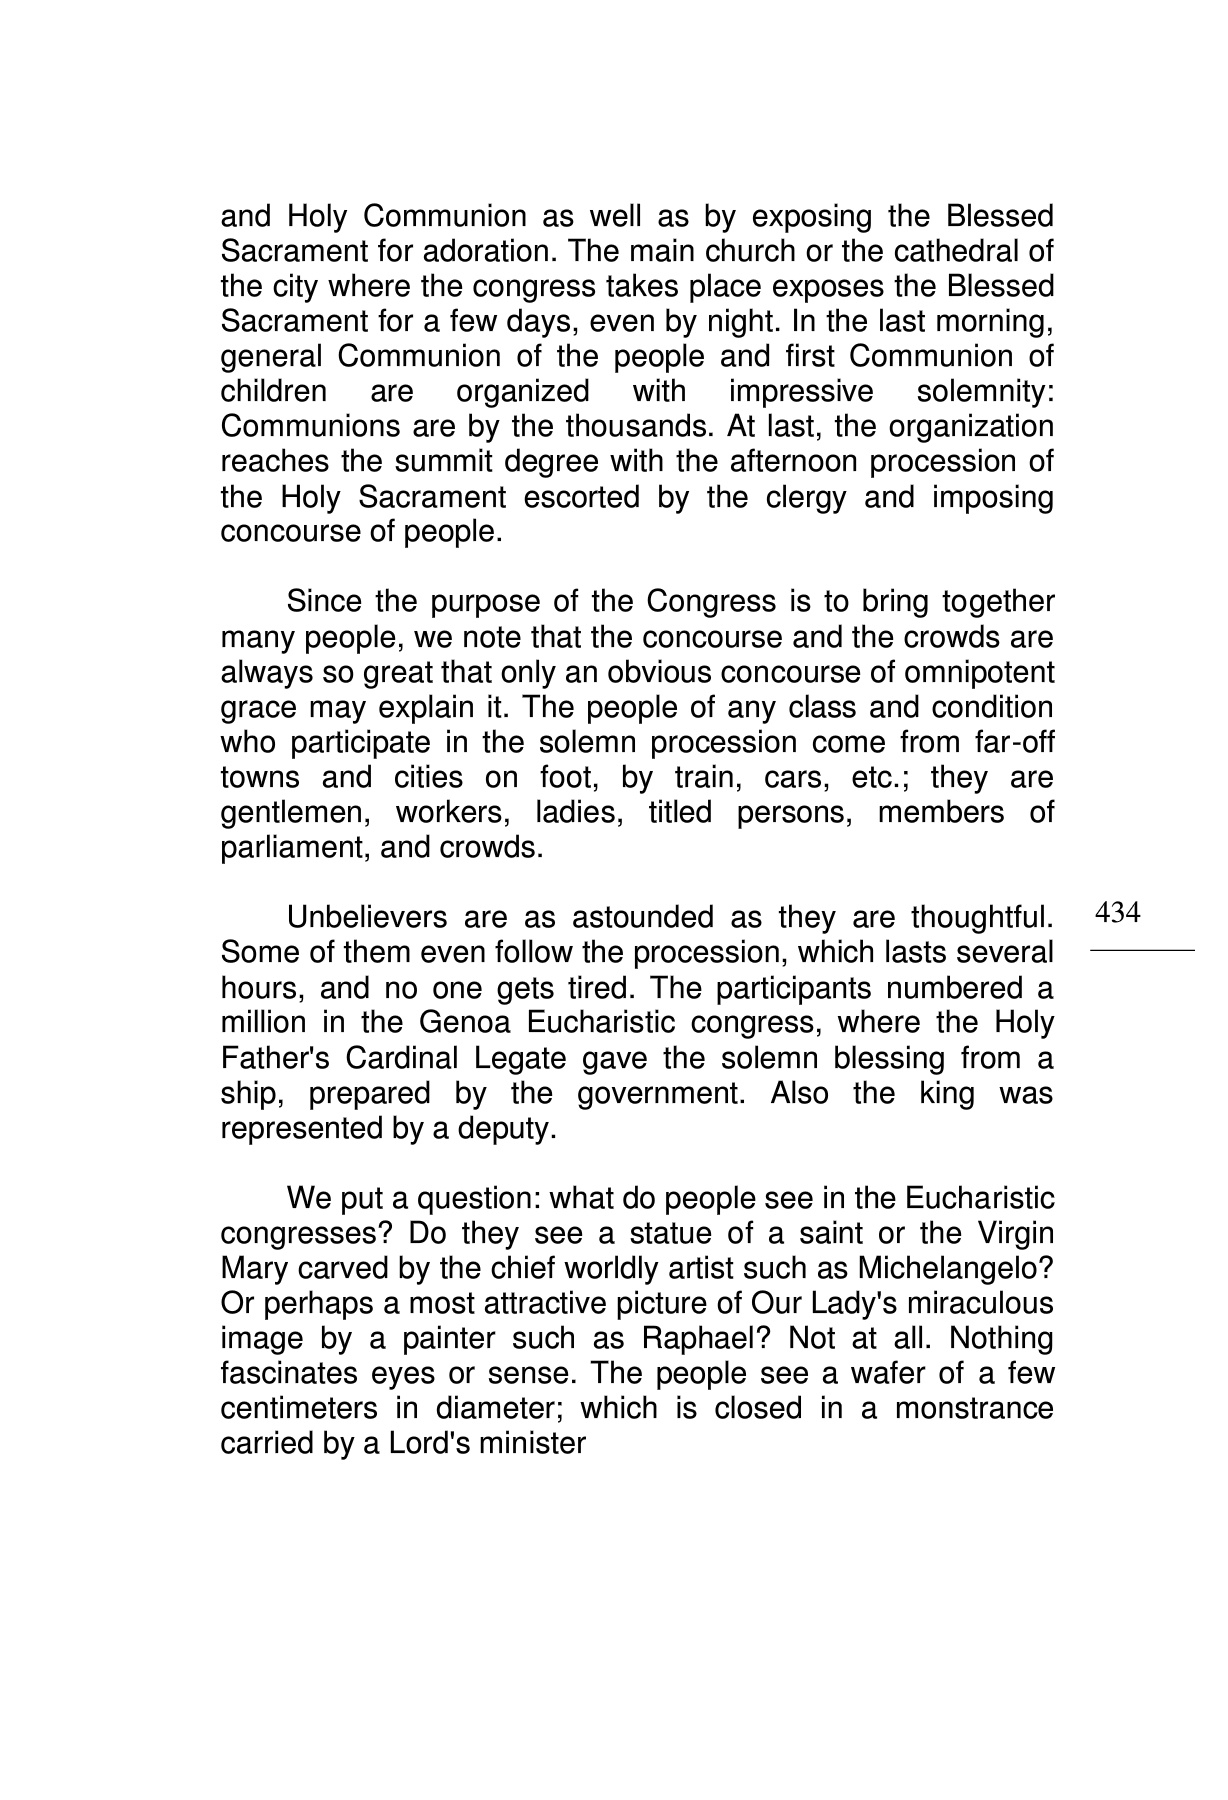 and Holy Communion as well as by exposing the Blessed
Sacrament for adoration. The main church or the cathedral of
the city where the congress takes place exposes the Blessed
Sacrament for a few days, even by night. In the last morning,
general Communion of the people and first Communion of
children are organized with impressive solemnity:
Communions are by the thousands. At last, the organization
reaches the summit degree with the afternoon procession of
the Holy Sacrament escorted by the clergy and imposing
concourse of people.
Since the purpose of the Congress is to bring together
many people, we note that the concourse and the crowds are
always so great that only an obvious concourse of omnipotent
grace may explain it. The people of any class and condition
who participate in the solemn procession come from far-off
towns and cities on foot, by train, cars, etc.; they are
gentlemen, workers, ladies, titled persons, members of
parliament, and crowds.
Unbelievers are as astounded as they are thoughtful.
Some of them even follow the procession, which lasts several
hours, and no one gets tired. The participants numbered a
million in the Genoa Eucharistic congress, where the Holy
Father's Cardinal Legate gave the solemn blessing from a
ship, prepared by the government. Also the king was
represented by a deputy.
We put a question: what do people see in the Eucharistic
congresses? Do they see a statue of a saint or the Virgin
Mary carved by the chief worldly artist such as Michelangelo?
Or perhaps a most attractive picture of Our Lady's miraculous
image by a painter such as Raphael? Not at all. Nothing
fascinates eyes or sense. The people see a wafer of a few
centimeters in diameter; which is closed in a monstrance
carried by a Lord's minister
434